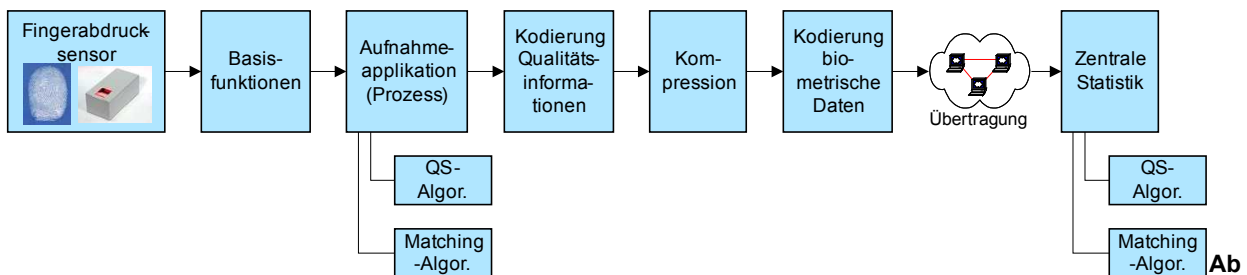 Fingerabdruck-
sensor
Basis-
funktionen
Aufnahme-
applikation
(Prozess)
Kodierung
Qualitäts-
informa-
tionen
Kom-
pression
Kodierung
bio-
metrische
Daten
Übertragung
Zentrale
Statistik
QS-
Algor.
Matching
-Algor.
QS-
Algor.
Matching
-Algor.
Ab